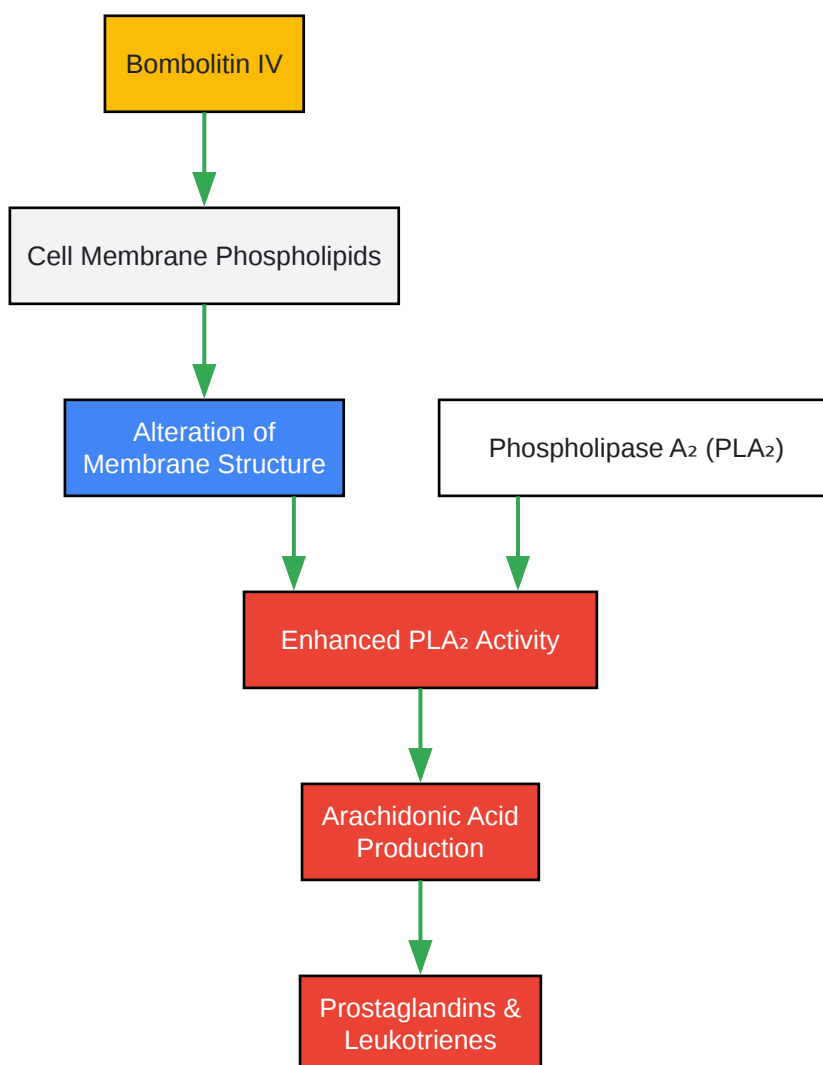 Bombolitin IV
Cell Membrane Phospholipids
Alteration of
Membrane Structure
Phospholipase A₂ (PLA₂)
Enhanced PLA₂ Activity
Arachidonic Acid
Production
Prostaglandins &
Leukotrienes